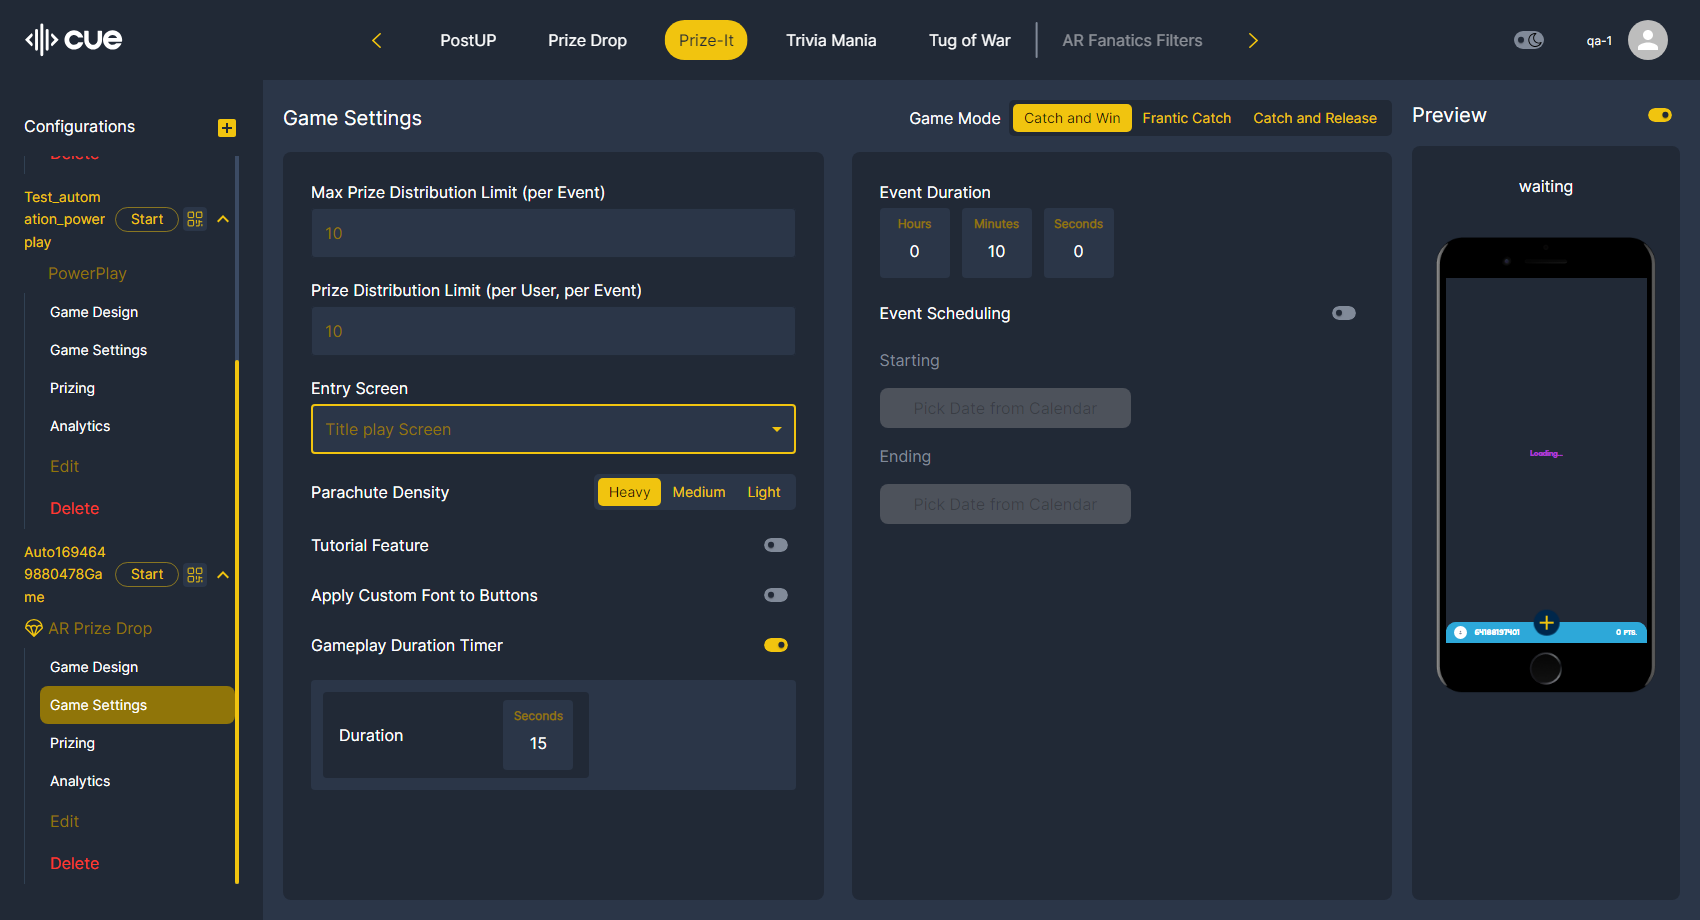 cue
PostUP
Prize Drop
Prize-It
Trivia Mania
Tug of War
AR Fanatics Filters
qa-1
Configurations
Delete
Test_autom
ation_power
play
Start
PowerPlay
Game Design
Game Settings
Prizing
Analytics
Edit
Delete
Auto169464
9880478Ga
me
Start
AR Prize Drop
Game Design
Game Settings
Prizing
Analytics
Edit
Delete
Game Settings
Game Mode
Catch and Win
Frantic Catch
Catch and Release
Max Prize Distribution Limit (per Event)
10
Prize Distribution Limit (per User, per Event)
10
Entry Screen
Title play Screen
Parachute Density
Heavy
Medium
Light
Tutorial Feature
Apply Custom Font to Buttons
Gameplay Duration Timer
Duration
Seconds
15
Event Duration
Hours
0
Minutes
10
Seconds
0
Event Scheduling
Starting
Pick Date from Calendar
Ending
Pick Date from Calendar
Preview
waiting
Loading...
0 PTS.